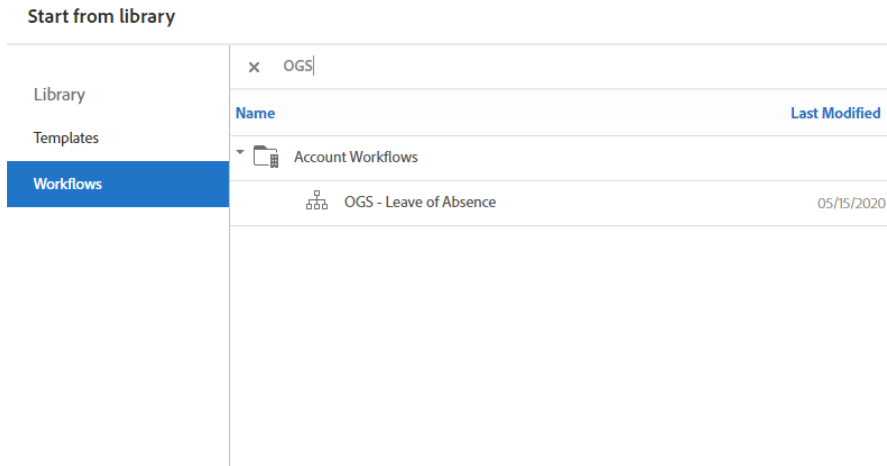 Start from library
OGS
Library
Name Last Modified
Templates
Account Workflows
Workflows
OGS - Leave of Absence 05/15/2020